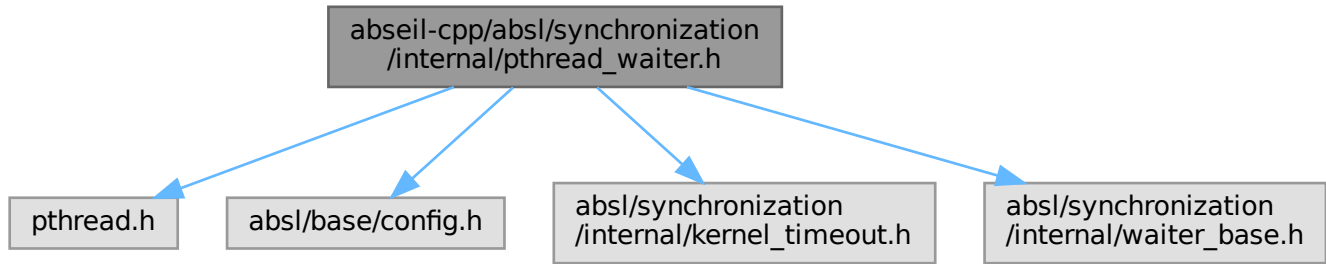 abseil-cpp/absl/synchronization
/internal/pthread_waiter.h
pthread.h
absl/base/config.h
absl/synchronization
/internal/kernel_timeout.h
absl/synchronization
/internal/waiter_base.h